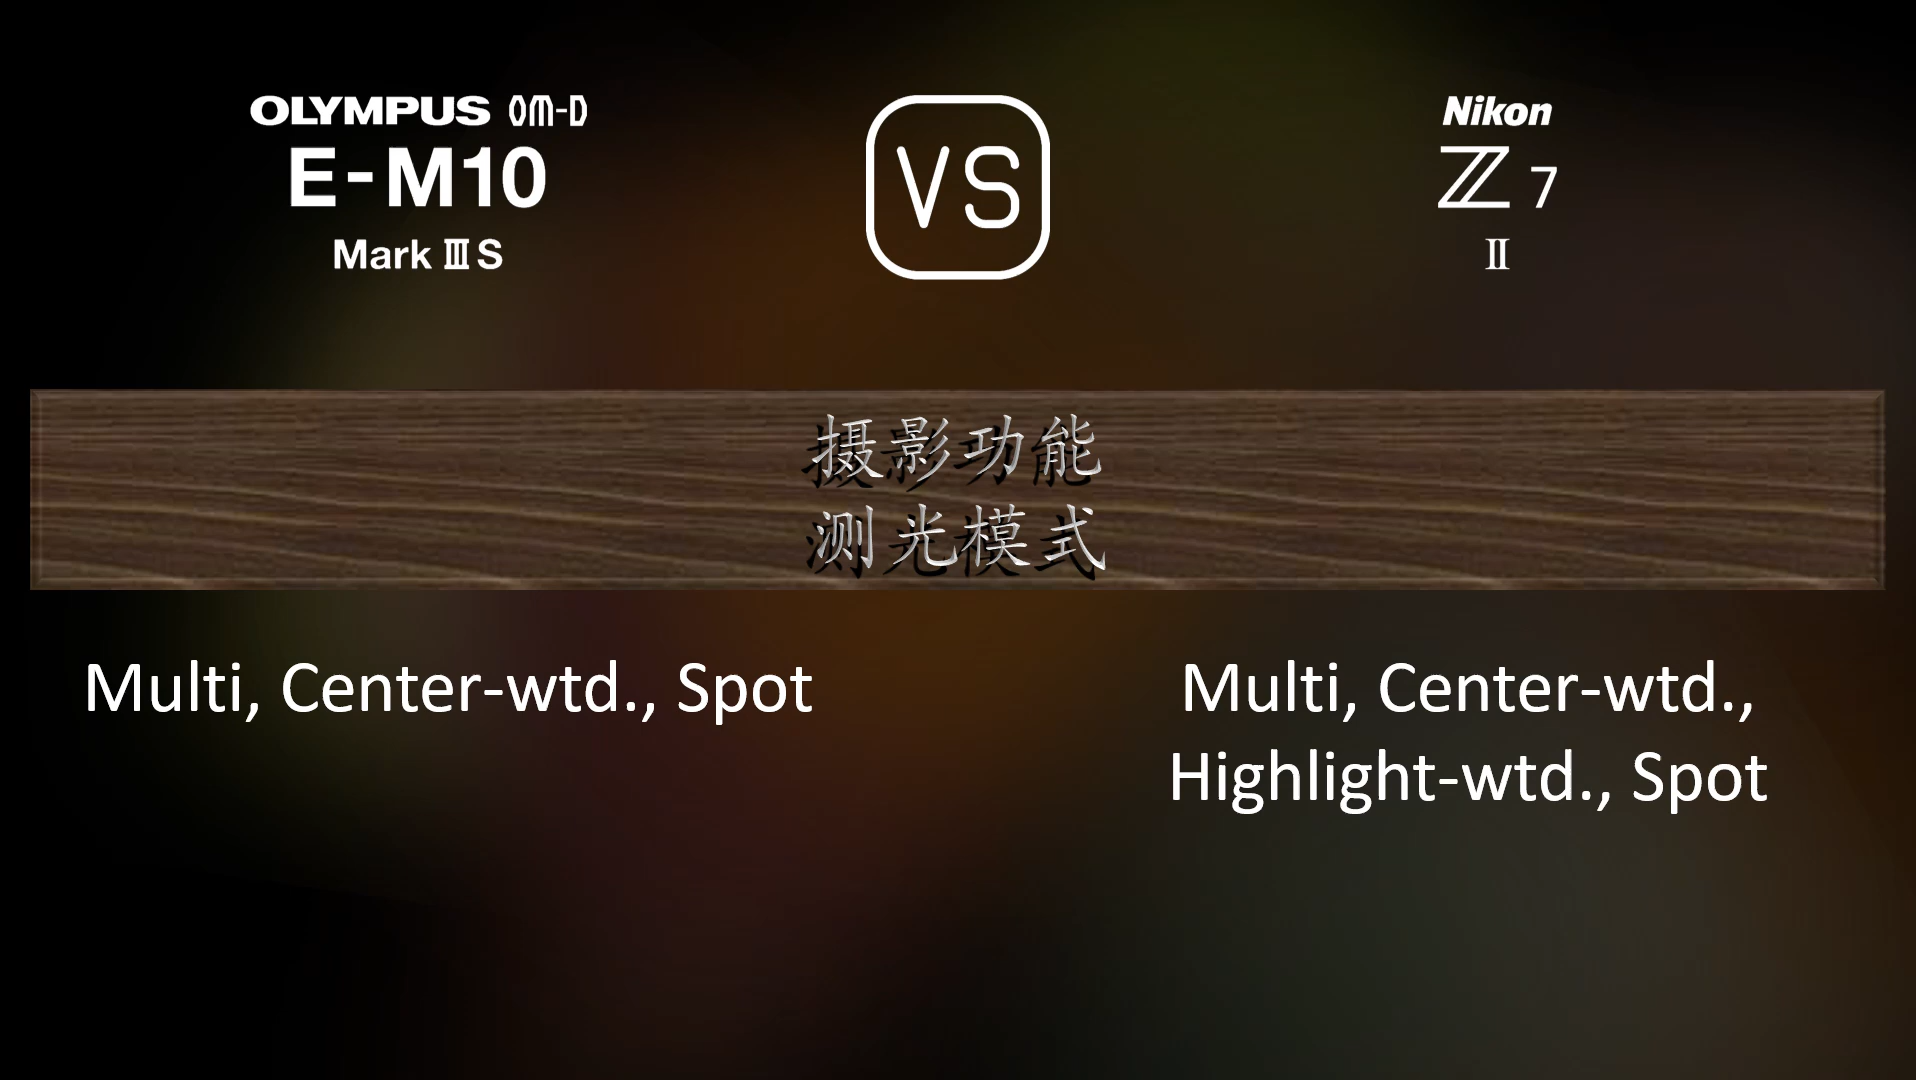 OLYMPUS OM-D
E-M10
Mark III S
VS
Nikon
Z 7
II
摄影功能
测光模式
Multi, Center-wtd., Spot
Multi, Center-wtd.,
Highlight-wtd., Spot